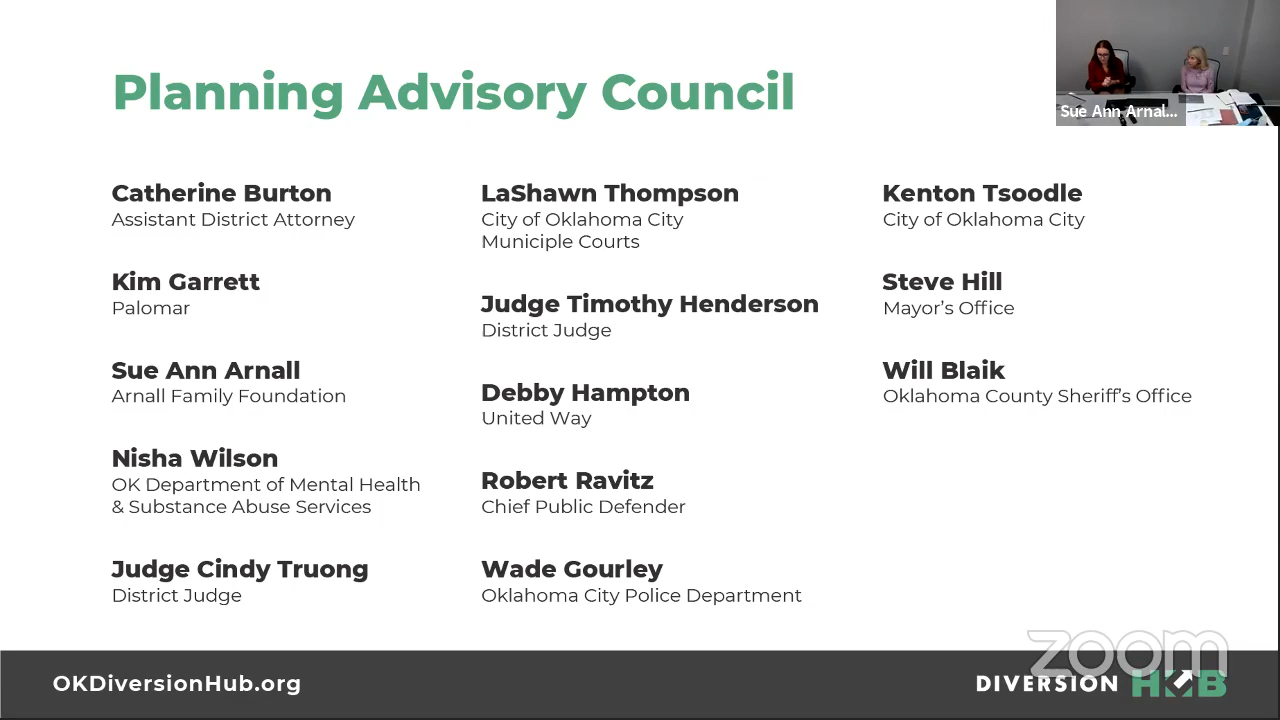 Planning Advisory Council
Sue Ann Arnal...
Catherine Burton
Assistant District Attorney
Kim Garrett
Palomar
Sue Ann Arnall
Arnall Family Foundation
Nisha Wilson
OK Department of Mental Health
& Substance Abuse Services
Judge Cindy Truong
District Judge
LaShawn Thompson
City of Oklahoma City
Municiple Courts
Judge Timothy Henderson
District Judge
Debby Hampton
United Way
Robert Ravitz
Chief Public Defender
Wade Gourley
Oklahoma City Police Department
Kenton Tsoodle
City of Oklahoma City
Steve Hill
Mayor’s Office
Will Blaik
Oklahoma County Sheriff’s Office
zoom
OKDiversionHub.org
DIVERSION HUB